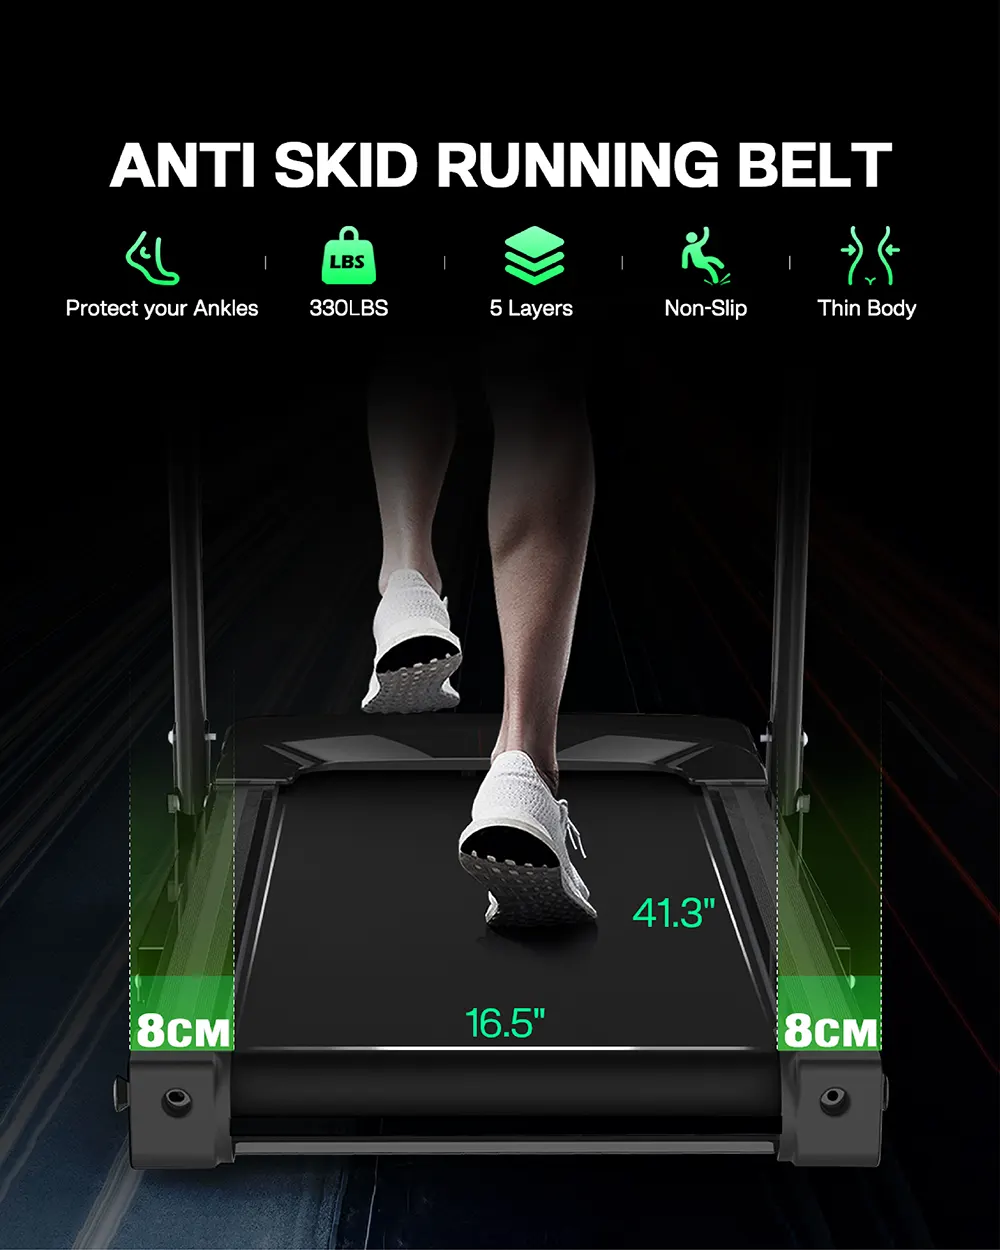 ANTI SKID RUNNING BELT
LBS
Protect your Ankles
330LBS
5 Layers
Non-Slip
Thin Body
41.3"
16.5"
8CM
8CM